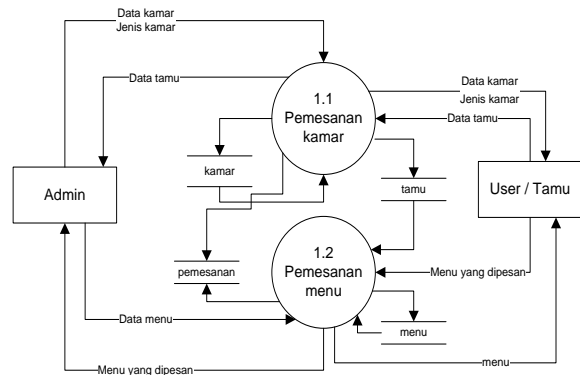 Data kamar
Jenis kamar
Data tamu
1.1
Pemesanan
kamar
Data kamar
Jenis kamar
Data tamu
kamar
tamu
Admin
User / Tamu
pemesanan
1.2
Pemesanan
menu
Menu yang dipesan
Data menu
menu
Menu yang dipesan
menu